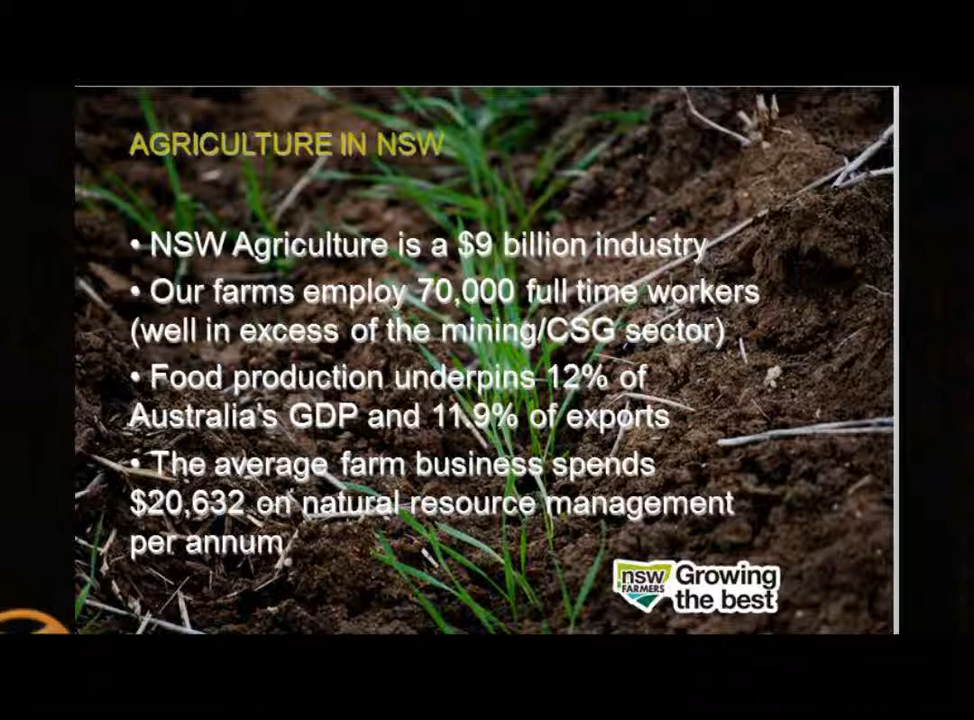 AGRICULTURE IN NSW
• NSW Agriculture is a $9 billion industry
• Our farms employ 70,000 full time workers
(well in excess of the mining/CSG sector)
• Food production underpins 12% of
Australia's GDP and 11.9% of exports
• The average farm business spends
$20,632 on natural resource management
per annum
nsw
FARMERS
Growing
the best